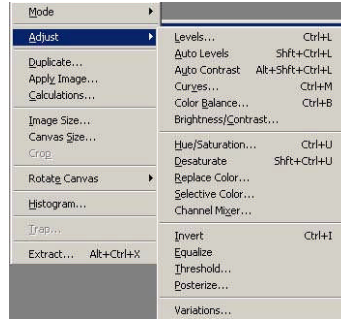 Mode
Adjust
Duplicate...
Apply Image...
Calculations...
Image Size...
Canvas Size...
Crop
Rotate Canvas
Histogram...
Trap...
Extract... Alt+Ctrl+X
Levels... Ctrl+L
Auto Levels Shft+Ctrl+L
Auto Contrast Alt+Shft+Ctrl+L
Curves... Ctrl+M
Color Balance... Ctrl+B
Brightness/Contrast...
Hue/Saturation... Ctrl+U
Desaturate Shft+Ctrl+U
Replace Color...
Selective Color...
Channel Mixer...
Invert Ctrl+I
Equalize
Threshold...
Posterize...
Variations...